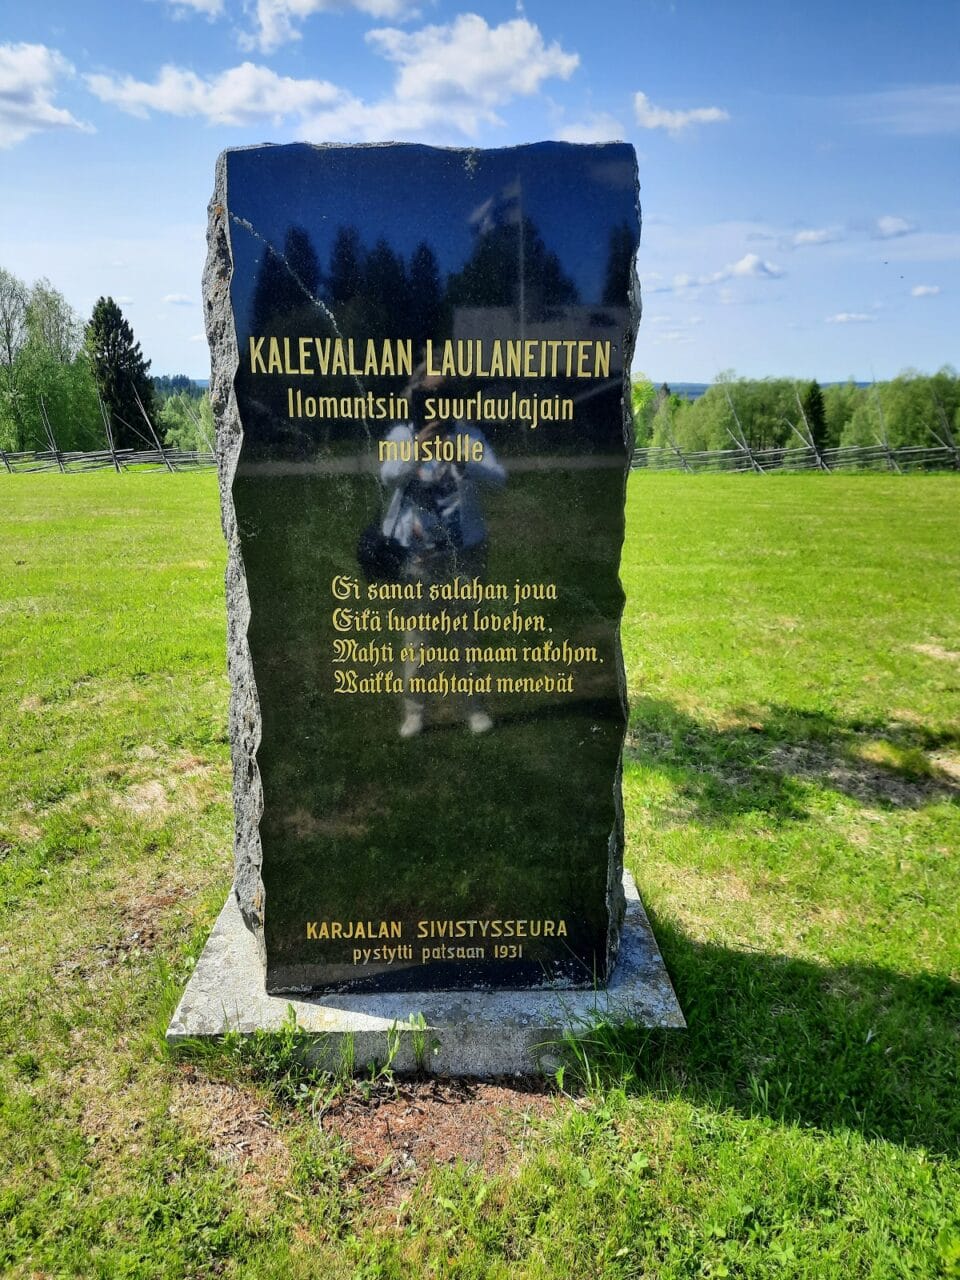 KALEVALAAN LAULANEITTEN
Ilomantsin suurlaulajain
muistolle
Ei sanat salahan joua
Eikä luottehet lovehen,
Mahti ei joua maan rakohon,
Waikka mahtajat menevät
KARJALAN SIVISTYSSEURA
pystytti patsaan 1931